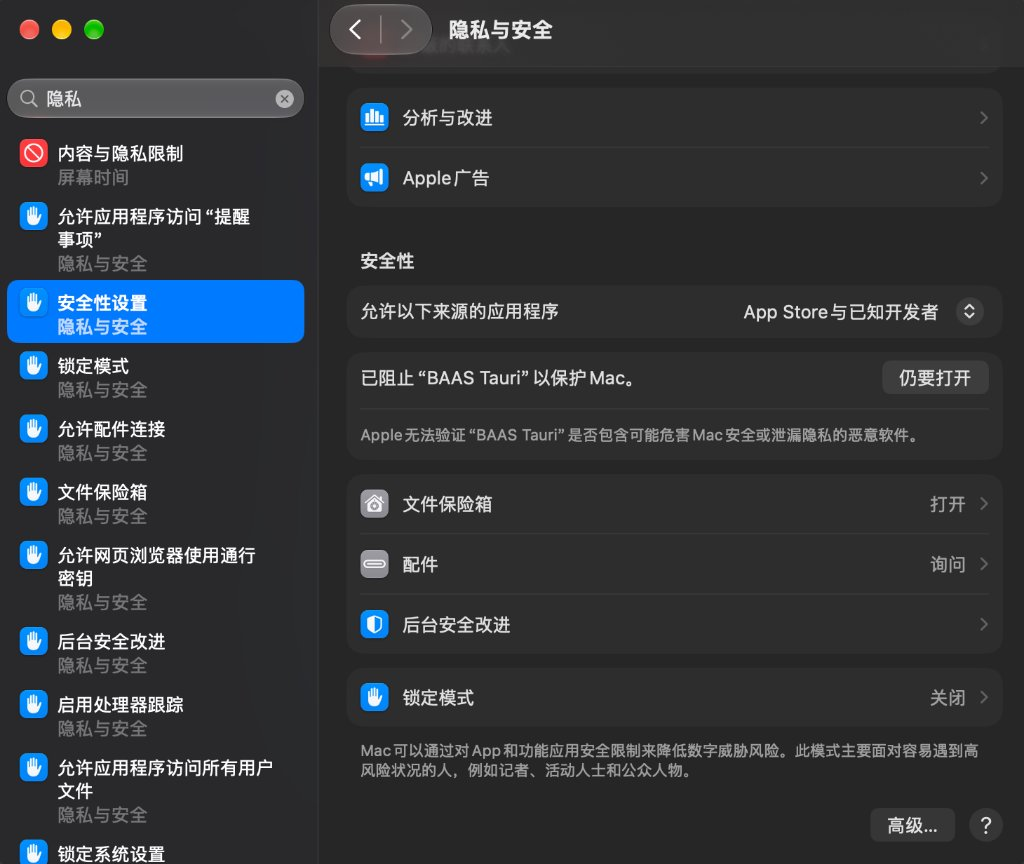 隐私
内容与隐私限制
屏幕时间
允许应用程序访问“提醒
事项”
隐私与安全
安全性设置
隐私与安全
锁定模式
隐私与安全
允许配件连接
隐私与安全
文件保险箱
隐私与安全
允许网页浏览器使用通行
密钥
隐私与安全
后台安全改进
隐私与安全
启用处理器跟踪
隐私与安全
允许应用程序访问所有用户
文件
隐私与安全
锁定系统设置
隐私与安全
分析与改进
Apple广告
安全性
允许以下来源的应用程序 App Store与已知开发者
已阻止“BAAS Tauri”以保护Mac。 仍要打开
Apple无法验证“BAAS Tauri”是否包含可能危害Mac安全或泄漏隐私的恶意软件。
文件保险箱 打开
配件 询问
后台安全改进
锁定模式 关闭
Mac可以通过对App和功能应用安全限制来降低数字威胁风险。此模式主要面对容易遇到高
风险状况的人，例如记者、活动人士和公众人物。
高级... ?